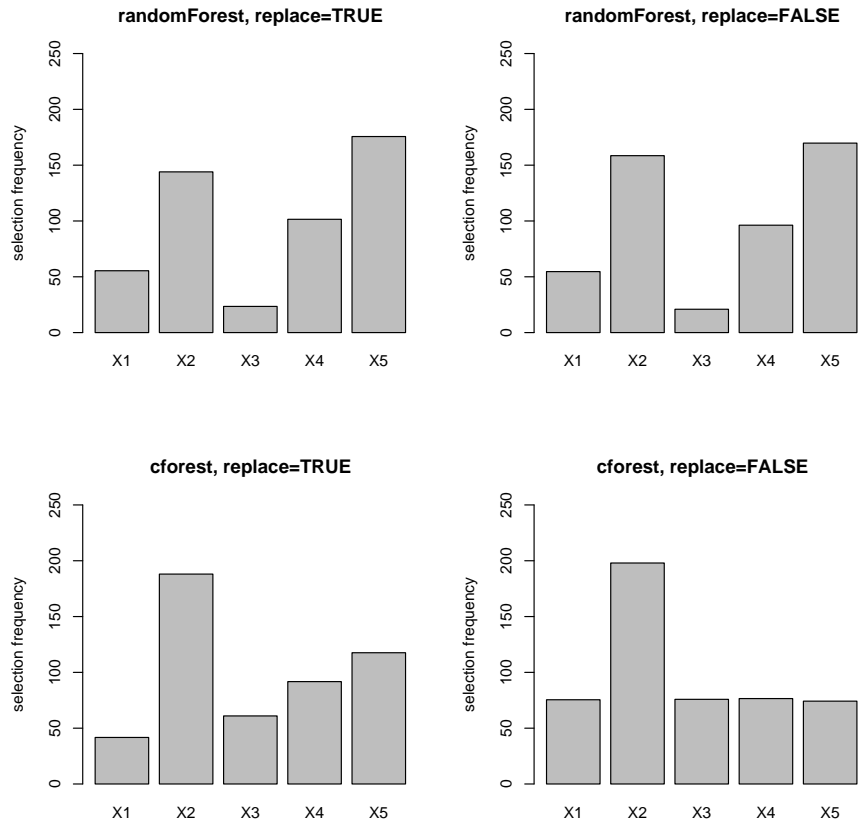 randomForest, replace=TRUE
selection frequency
0
50
100
150
200
250
X1 X2 X3 X4 X5
randomForest, replace=FALSE
selection frequency
0
50
100
150
200
250
X1 X2 X3 X4 X5
cforest, replace=TRUE
selection frequency
0
50
100
150
200
250
X1 X2 X3 X4 X5
cforest, replace=FALSE
selection frequency
0
50
100
150
200
250
X1 X2 X3 X4 X5